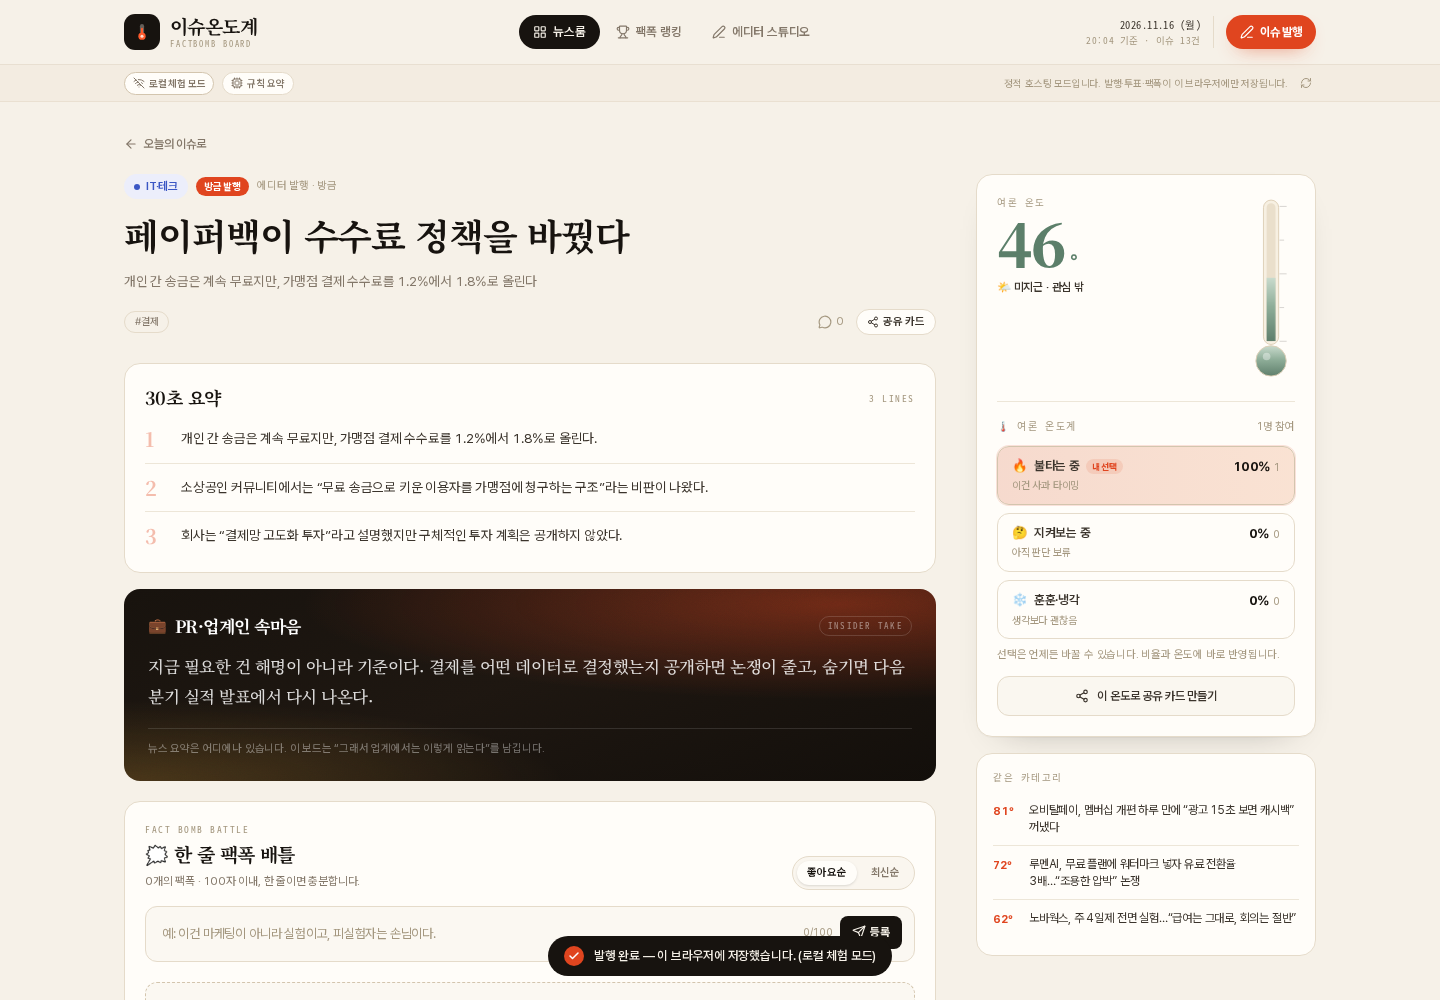 이슈온도계
FACTBOMB BOARD
뉴스룸
팩폭 랭킹
에디터 스튜디오
2026.11.16 (월)
20:04 기준 · 이슈 13건
이슈 발행
로컬 체험 모드
규칙 요약
정적 호스팅 모드입니다. 발행·투표·팩폭이 이 브라우저에만 저장됩니다.
오늘의 이슈로
IT·테크
방금 발행
에디터 발행 · 방금
페이퍼백이 수수료 정책을 바꿨다
개인 간 송금은 계속 무료지만, 가맹점 결제 수수료를 1.2%에서 1.8%로 올린다
#결제
0
공유 카드
30초 요약
3 LINES
1 개인 간 송금은 계속 무료지만, 가맹점 결제 수수료를 1.2%에서 1.8%로 올린다.
2 소상공인 커뮤니티에서는 “무료 송금으로 키운 이용자를 가맹점에 청구하는 구조”라는 비판이 나왔다.
3 회사는 “결제망 고도화 투자”라고 설명했지만 구체적인 투자 계획은 공개하지 않았다.
PR·업계인 속마음
INSIDER TAKE
지금 필요한 건 해명이 아니라 기준이다. 결제를 어떤 데이터로 결정했는지 공개하면 논쟁이 줄고, 숨기면 다음
분기 실적 발표에서 다시 나온다.
뉴스 요약은 어디에나 있습니다. 이 보드는 “그래서 업계에서는 이렇게 읽는다”를 남깁니다.
FACT BOMB BATTLE
한 줄 팩폭 배틀
0개의 팩폭 · 100자 이내, 한 줄이면 충분합니다.
좋아요순
최신순
예: 이건 마케팅이 아니라 실험이고, 피실험자는 손님이다.
0/100
등록
발행 완료 — 이 브라우저에 저장했습니다. (로컬 체험 모드)
여론 온도
46°
미지근 · 관심 밖
여론 온도계
1명 참여
불타는 중
내 선택
100% 1
이건 사과 타이밍
지켜보는 중
0% 0
아직 판단 보류
훈훈·냉각
0% 0
생각보다 괜찮음
선택은 언제든 바꿀 수 있습니다. 비율과 온도에 바로 반영됩니다.
이 온도로 공유 카드 만들기
같은 카테고리
81° 오비탈페이, 멤버십 개편 하루 만에 “광고 15초 보면 캐시백”
꺼냈다
72° 루멘AI, 무료 플랜에 워터마크 넣자 유료 전환율
3배…“조용한 압박” 논쟁
62° 노바웍스, 주 4일제 전면 실험…“급여는 그대로, 회의는 절반”